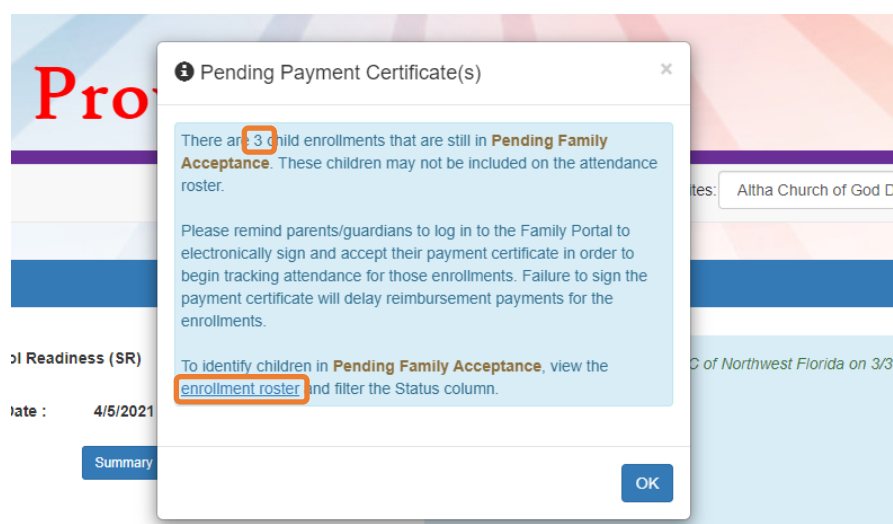 Pro
Pending Payment Certificate(s) ×
There are 3 child enrollments that are still in Pending Family
Acceptance. These children may not be included on the attendance
roster.
Please remind parents/guardians to log in to the Family Portal to
electronically sign and accept their payment certificate in order to
begin tracking attendance for those enrollments. Failure to sign the
payment certificate will delay reimbursement payments for the
enrollments.
To identify children in Pending Family Acceptance, view the
enrollment roster and filter the Status column.
OK
ites: Altha Church of God D
ol Readiness (SR)
C of Northwest Florida on 3/3
Date : 4/5/2021
Summary